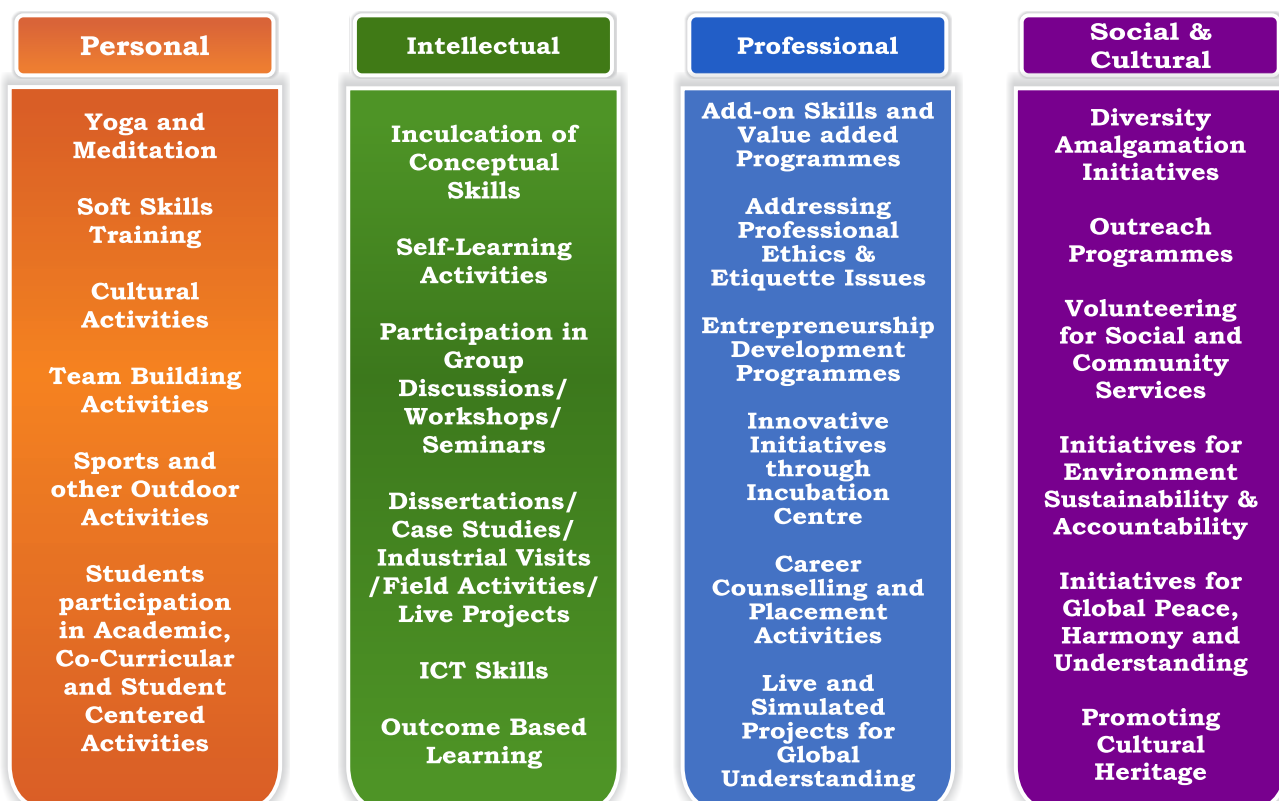 Personal
Yoga and
Meditation
Soft Skills
Training
Cultural
Activities
Team Building
Activities
Sports and
other Outdoor
Activities
Students
participation
in Academic,
Co-Curricular
and Student
Centered
Activities
Intellectual
Inculcation of
Conceptual
Skills
Self-Learning
Activities
Participation in
Group
Discussions/
Workshops/
Seminars
Dissertations/
Case Studies/
Industrial Visits
/Field Activities/
Live Projects
ICT Skills
Outcome Based
Learning
Professional
Add-on Skills and
Value added
Programmes
Addressing
Professional
Ethics &
Etiquette Issues
Entrepreneurship
Development
Programmes
Innovative
Initiatives
through
Incubation
Centre
Career
Counselling and
Placement
Activities
Live and
Simulated
Projects for
Global
Understanding
Social &
Cultural
Diversity
Amalgamation
Initiatives
Outreach
Programmes
Volunteering
for Social and
Community
Services
Initiatives for
Environment
Sustainability &
Accountability
Initiatives for
Global Peace,
Harmony and
Understanding
Promoting
Cultural
Heritage